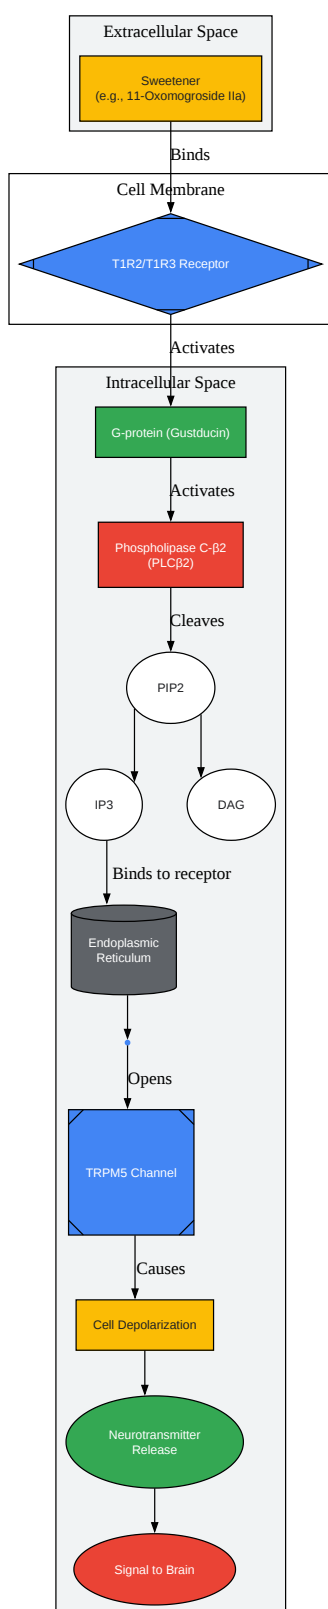 Extracellular Space
Sweetener
(e.g., 11-Oxomogroside IIa)
Binds
Cell Membrane
T1R2/T1R3 Receptor
Activates
Intracellular Space
G-protein (Gustducin)
Activates
Phospholipase C-β2
(PLCβ2)
Cleaves
PIP2
IP3
DAG
Binds to receptor
Endoplasmic
Reticulum
Opens
TRPM5 Channel
Causes
Cell Depolarization
Neurotransmitter
Release
Signal to Brain